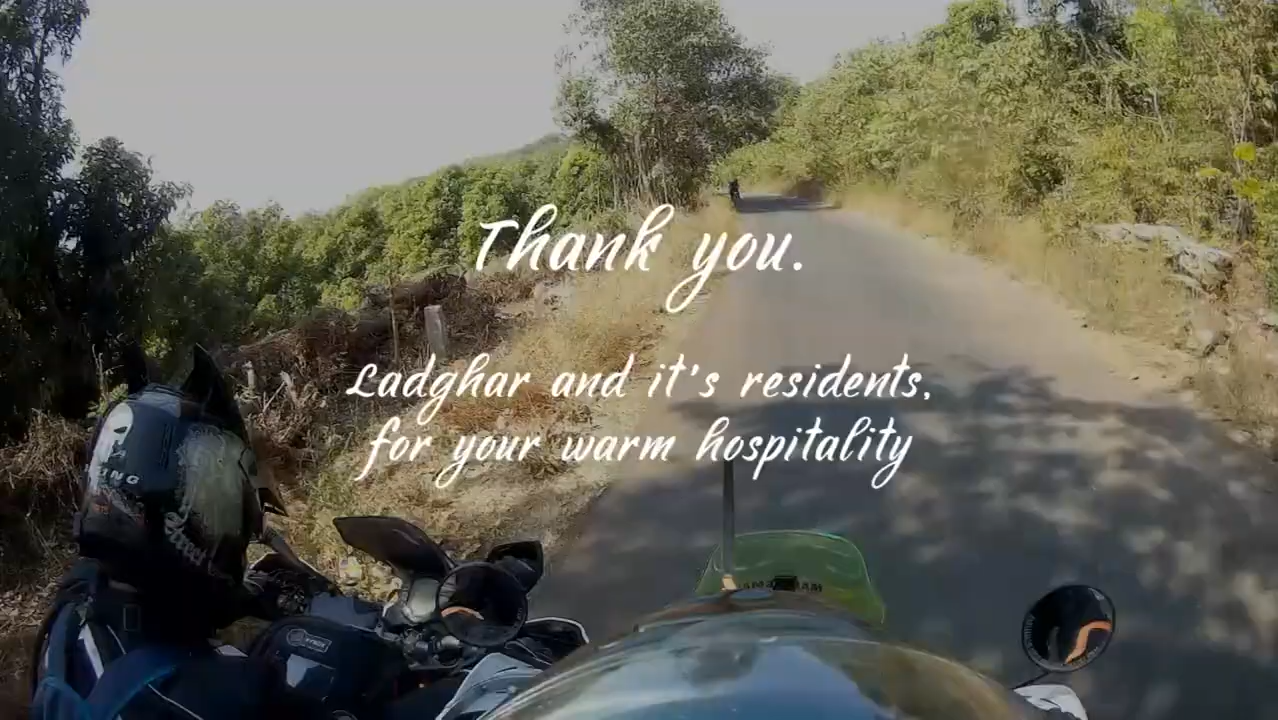 Thank you.
Ladghar and it's residents,
for your warm hospitality